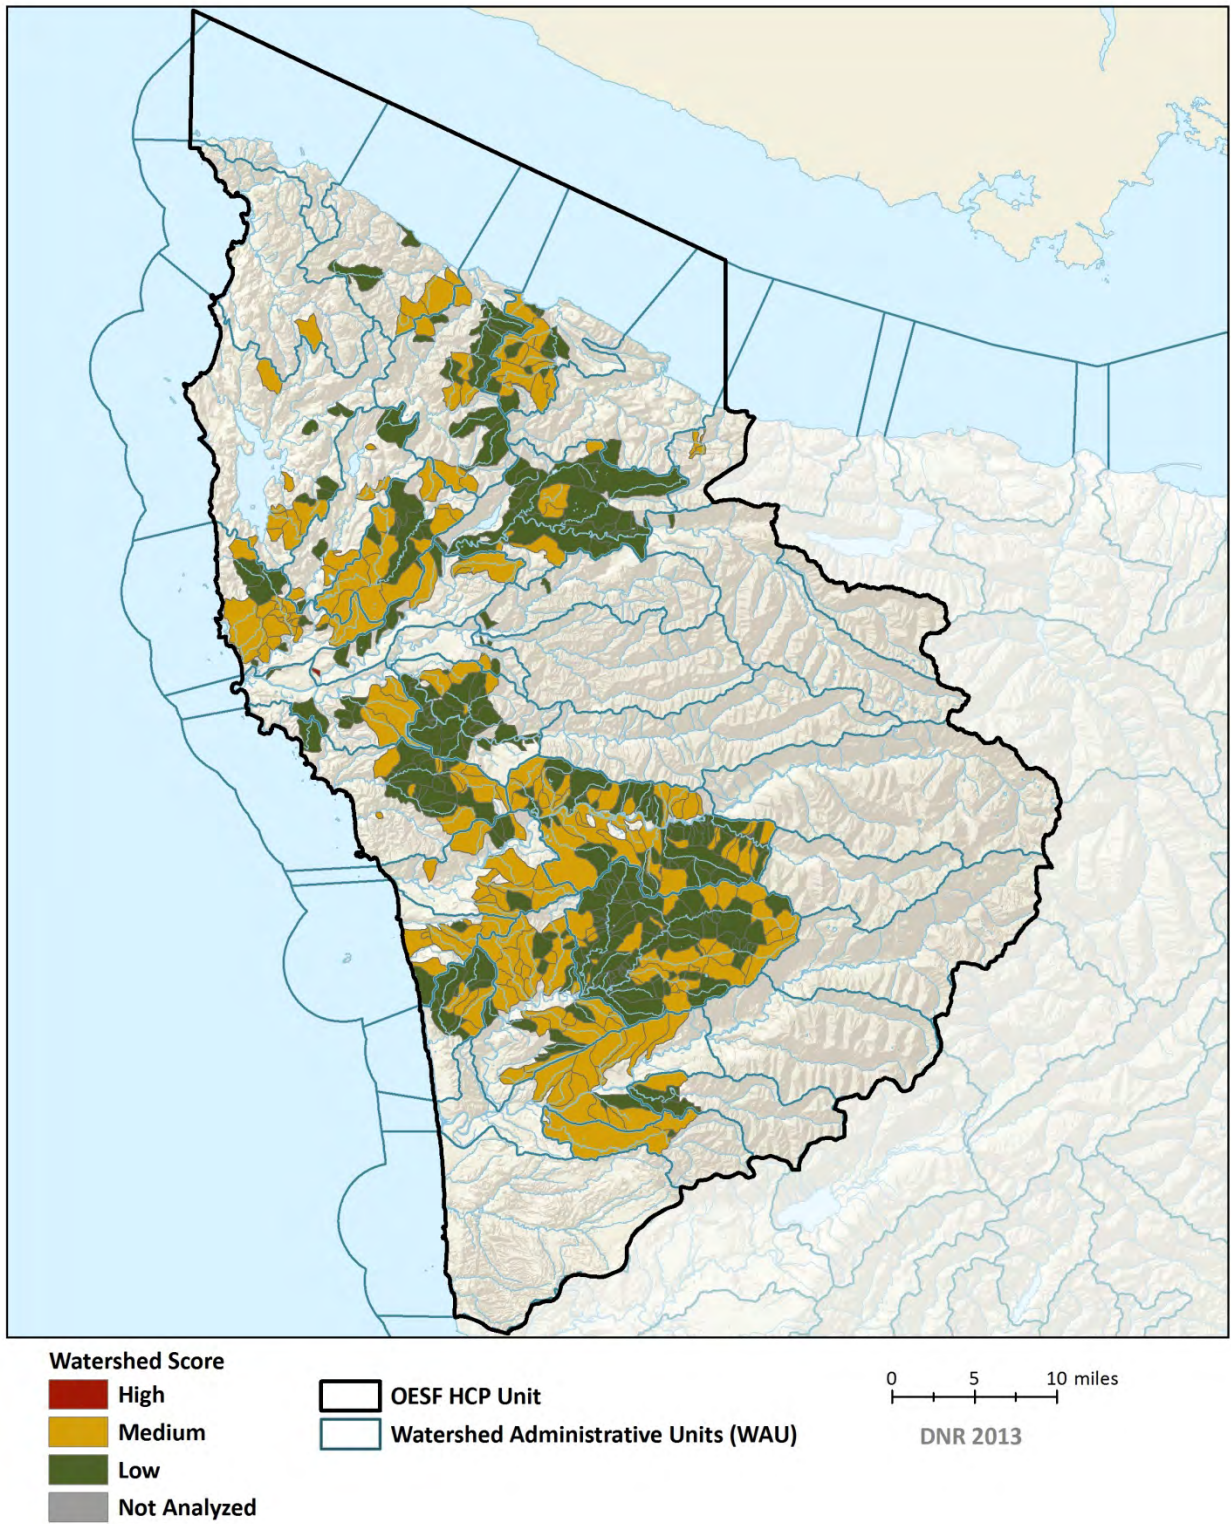 Watershed Score
High
Medium
Low
Not Analyzed
OESF HCP Unit
Watershed Administrative Units (WAU)
0 5 10 miles
DNR 2013